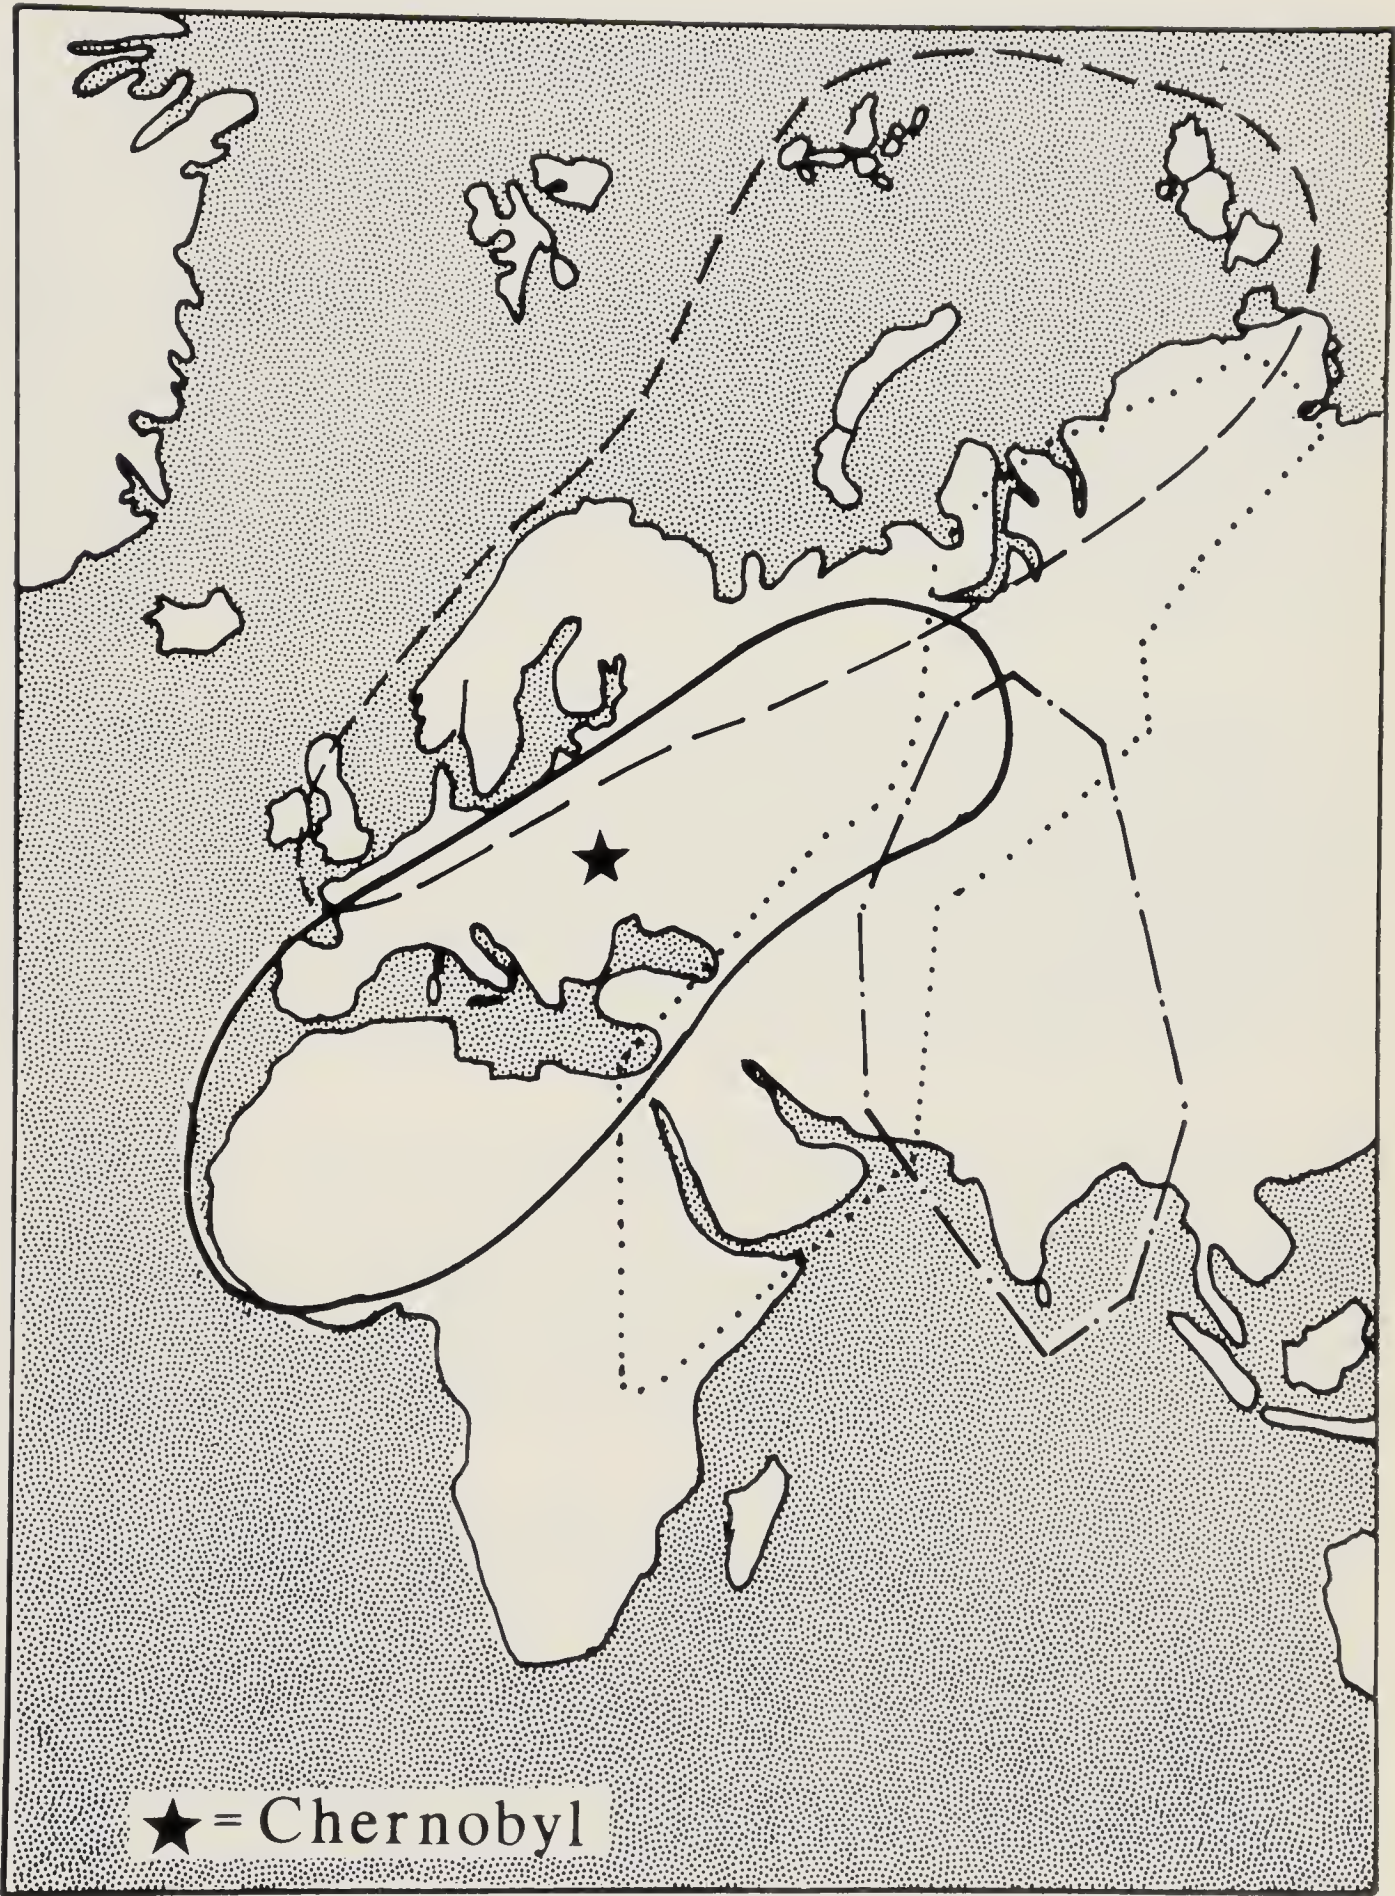 ★ = Chernobyl